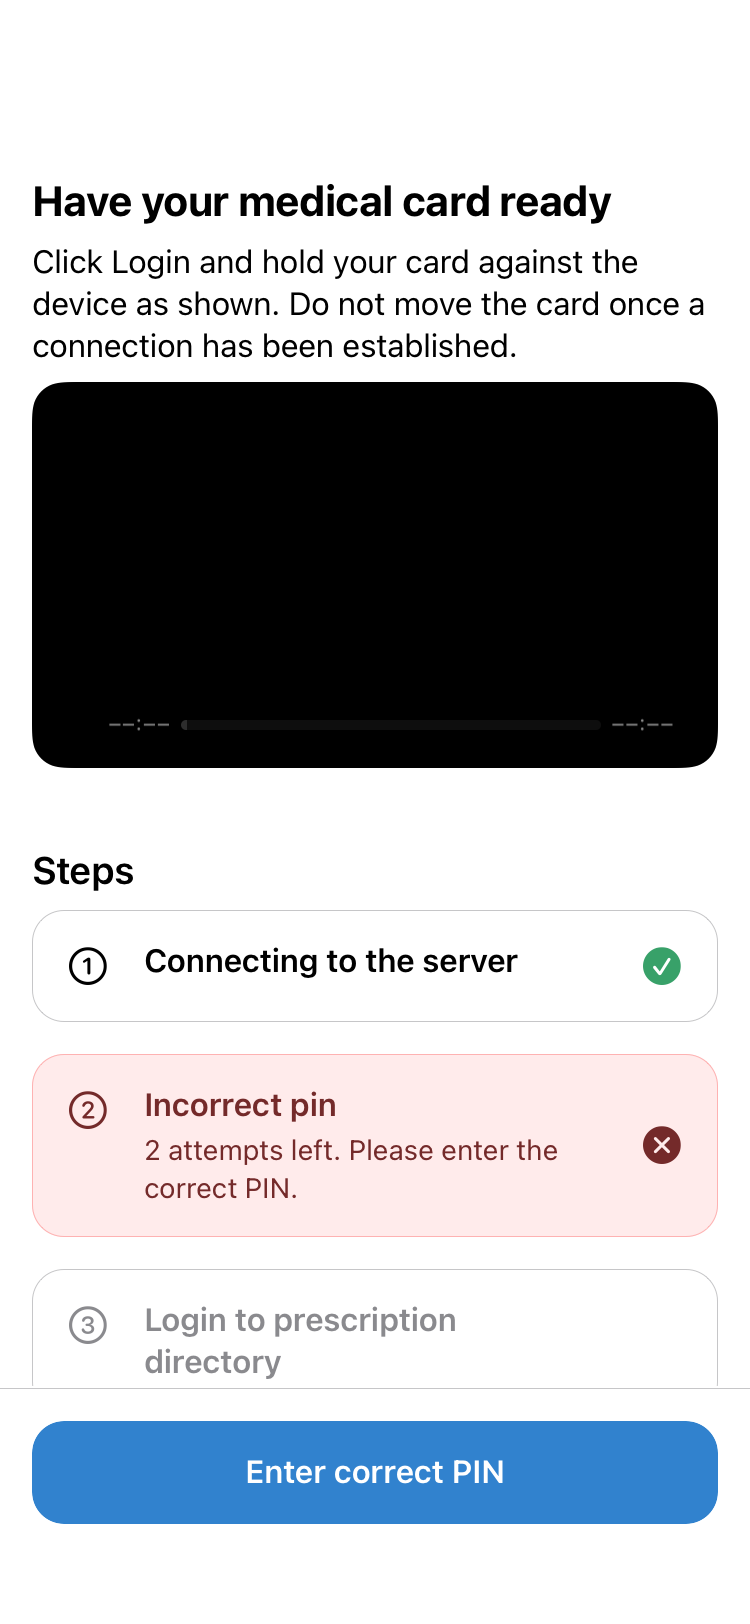 Have your medical card ready
Click Login and hold your card against the
device as shown. Do not move the card once a
connection has been established.
--:-- --:--
Steps
1 Connecting to the server
2 Incorrect pin
2 attempts left. Please enter the
correct PIN.
3 Login to prescription
directory
Enter correct PIN